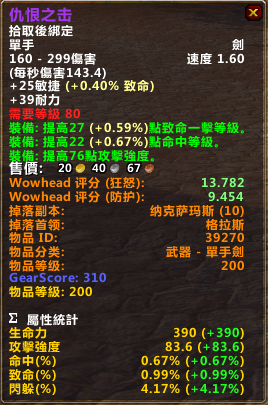 仇恨之击
拾取後綁定
單手 劍
160 - 299傷害 速度 1.60
(每秒傷害143.4)
+25敏捷 (+0.40% 致命)
+39耐力
需要等級 80
裝備: 提高27 (+0.59%)點致命一擊等級。
裝備: 提高22 (+0.67%)點命中等級。
裝備: 提高76點攻擊強度。
售價: 20 40 67
Wowhead 评分 (狂怒): 13.782
Wowhead 评分 (防护): 9.454
掉落副本: 纳克萨玛斯 (10)
掉落首领: 格拉斯
物品 ID: 39270
物品分类: 武器 - 單手劍
物品等级: 200
GearScore: 310
物品等級: 200
Σ 屬性統計
生命力 390 (+390)
攻擊強度 83.6 (+83.6)
命中(%) 0.67% (+0.67%)
致命(%) 0.99% (+0.99%)
閃躲(%) 4.17% (+4.17%)